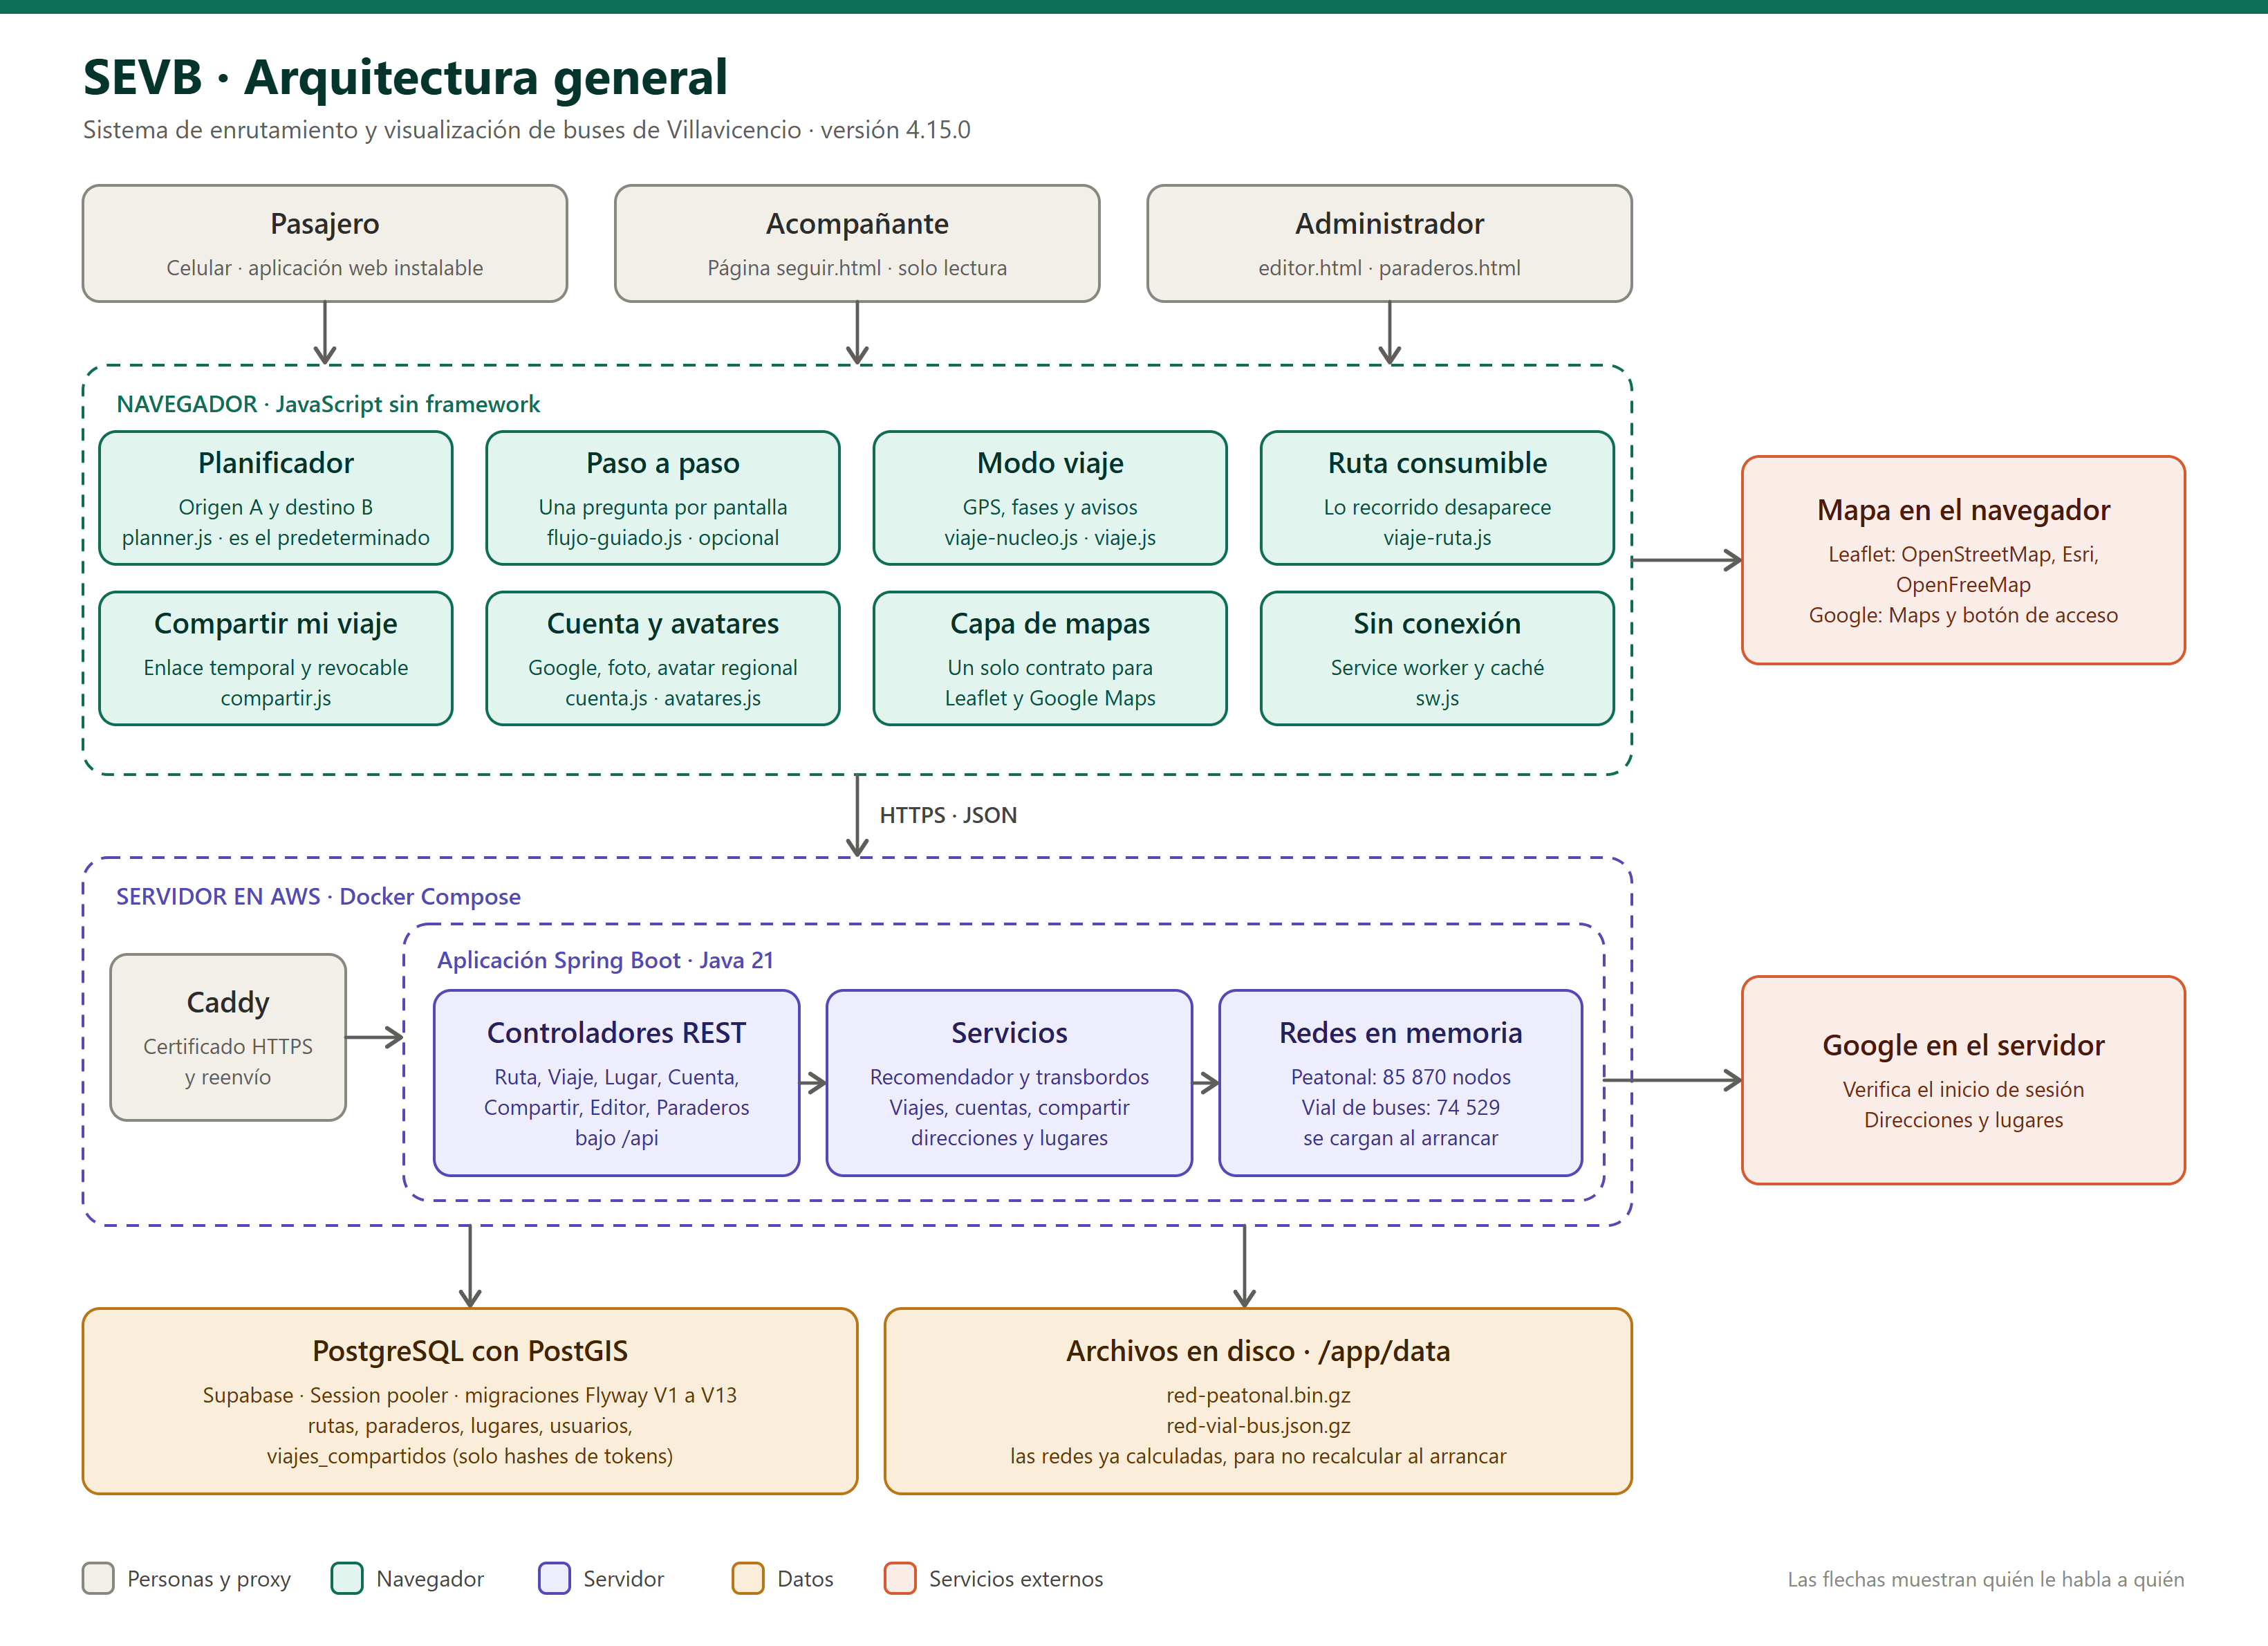 SEVB · Arquitectura general
Sistema de enrutamiento y visualización de buses de Villavicencio · versión 4.15.0
Pasajero
Celular · aplicación web instalable
Acompañante
Página seguir.html · solo lectura
Administrador
editor.html · paraderos.html
NAVEGADOR · JavaScript sin framework
Planificador
Origen A y destino B
planner.js · es el predeterminado
Paso a paso
Una pregunta por pantalla
flujo-guiado.js · opcional
Modo viaje
GPS, fases y avisos
viaje-nucleo.js · viaje.js
Ruta consumible
Lo recorrido desaparece
viaje-ruta.js
Mapa en el navegador
Leaflet: OpenStreetMap, Esri,
OpenFreeMap
Google: Maps y botón de acceso
Compartir mi viaje
Enlace temporal y revocable
compartir.js
Cuenta y avatares
Google, foto, avatar regional
cuenta.js · avatares.js
Capa de mapas
Un solo contrato para
Leaflet y Google Maps
Sin conexión
Service worker y caché
sw.js
HTTPS · JSON
SERVIDOR EN AWS · Docker Compose
Caddy
Certificado HTTPS
y reenvío
Aplicación Spring Boot · Java 21
Controladores REST
Ruta, Viaje, Lugar, Cuenta,
Compartir, Editor, Paraderos
bajo /api
Servicios
Recomendador y transbordos
Viajes, cuentas, compartir
direcciones y lugares
Redes en memoria
Peatonal: 85 870 nodos
Vial de buses: 74 529
se cargan al arrancar
Google en el servidor
Verifica el inicio de sesión
Direcciones y lugares
PostgreSQL con PostGIS
Supabase · Session pooler · migraciones Flyway V1 a V13
rutas, paraderos, lugares, usuarios,
viajes_compartidos (solo hashes de tokens)
Archivos en disco · /app/data
red-peatonal.bin.gz
red-vial-bus.json.gz
las redes ya calculadas, para no recalcular al arrancar
Personas y proxy
Navegador
Servidor
Datos
Servicios externos
Las flechas muestran quién le habla a quién